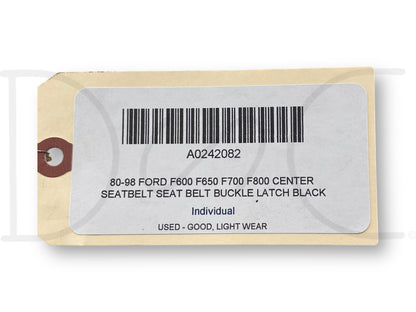 A0242082
80-98 FORD F600 F650 F700 F800 CENTER
SEATBELT SEAT BELT BUCKLE LATCH BLACK
Individual
USED - GOOD, LIGHT WEAR